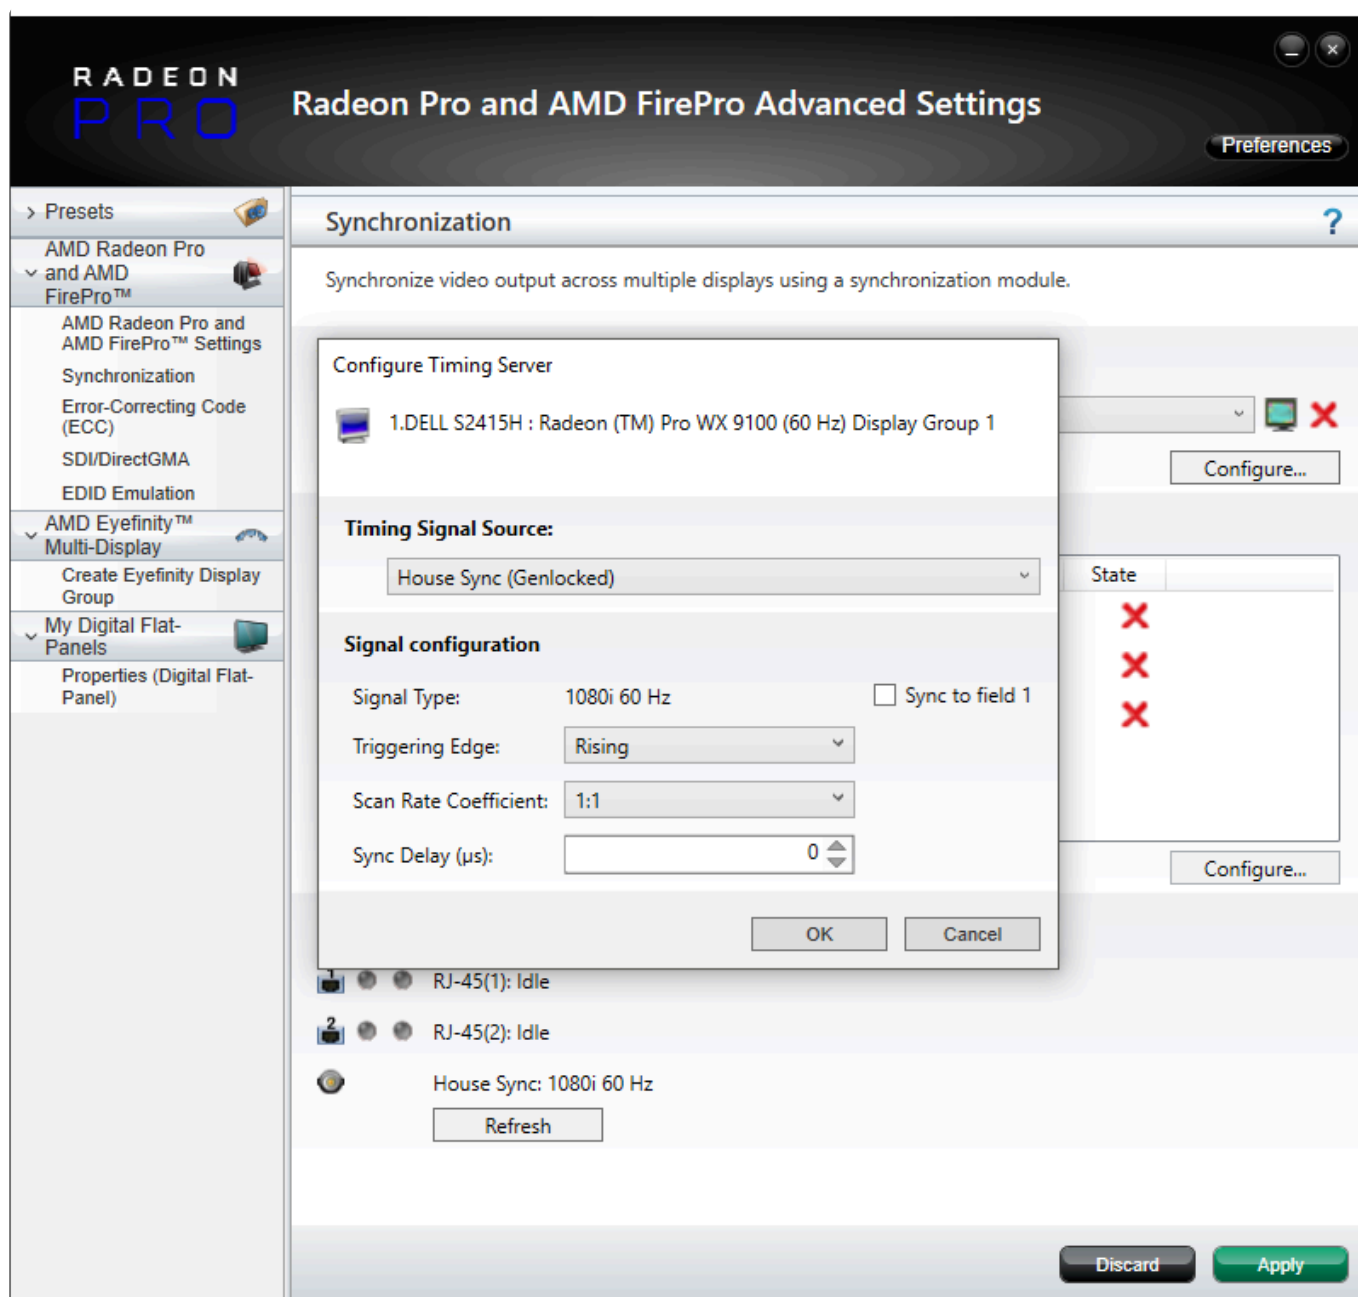 RADEON
PRO
Radeon Pro and AMD FirePro Advanced Settings
Preferences
Presets
AMD Radeon Pro
and AMD
FirePro™
AMD Radeon Pro and
AMD FirePro™ Settings
Synchronization
Error-Correcting Code
(ECC)
SDI/DirectGMA
EDID Emulation
AMD Eyefinity™
Multi-Display
Create Eyefinity Display
Group
My Digital Flat-
Panels
Properties (Digital Flat-
Panel)
Synchronization
?
Synchronize video output across multiple displays using a synchronization module.
Configure Timing Server
1.DELL S2415H : Radeon (TM) Pro WX 9100 (60 Hz) Display Group 1
Configure...
Timing Signal Source:
House Sync (Genlocked)
State
Signal configuration
Signal Type: 1080i 60 Hz Sync to field 1
Triggering Edge: Rising
Scan Rate Coefficient: 1:1
Sync Delay (µs): 0
Configure...
OK Cancel
1 RJ-45(1): Idle
2 RJ-45(2): Idle
House Sync: 1080i 60 Hz
Refresh
Discard Apply